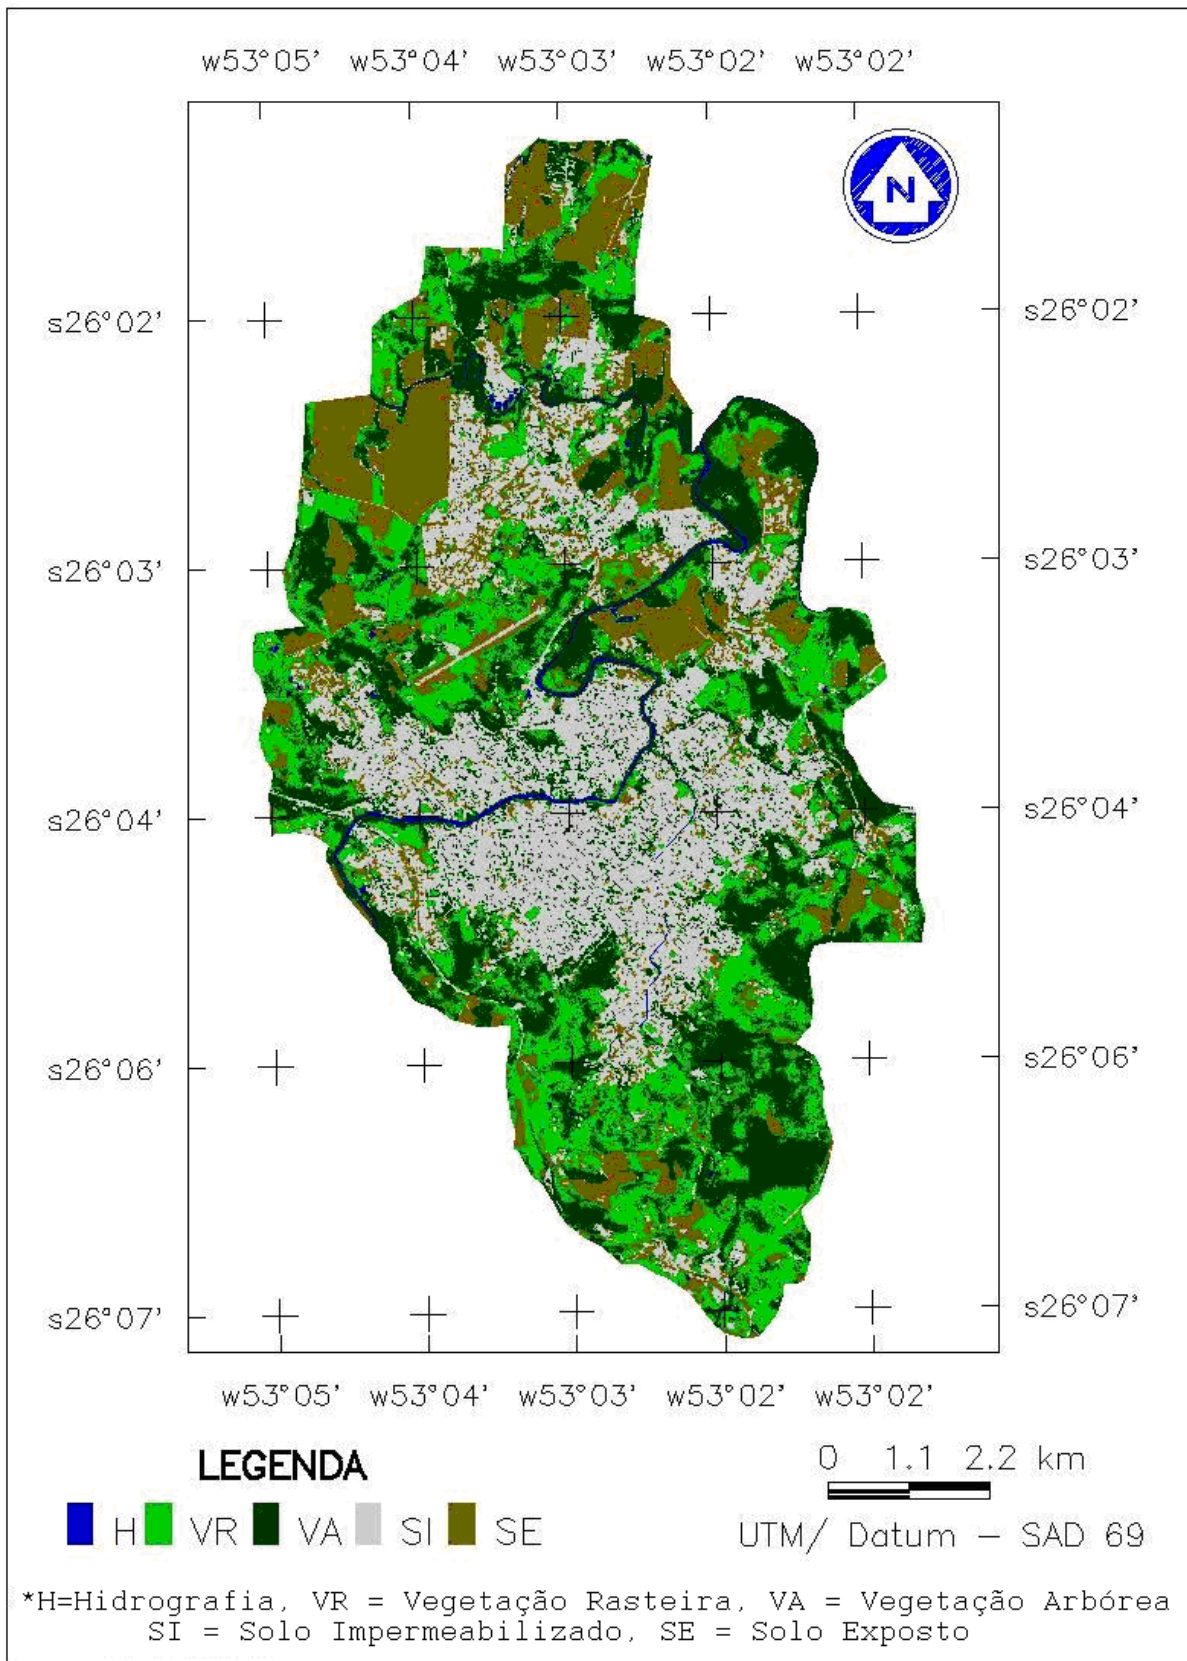 w53°05' w53°04' w53°03' w53°02' w53°02'
N
s26°02' s26°02'
s26°03' s26°03'
s26°04' s26°04'
s26°06' s26°06'
s26°07' s26°07'
w53°05' w53°04' w53°03' w53°02' w53°02'
LEGENDA
0 1.1 2.2 km
H VR VA SI SE
UTM/ Datum – SAD 69
*H=Hidrografia, VR = Vegetação Rasteira, VA = Vegetação Arbórea
SI = Solo Impermeabilizado, SE = Solo Exposto